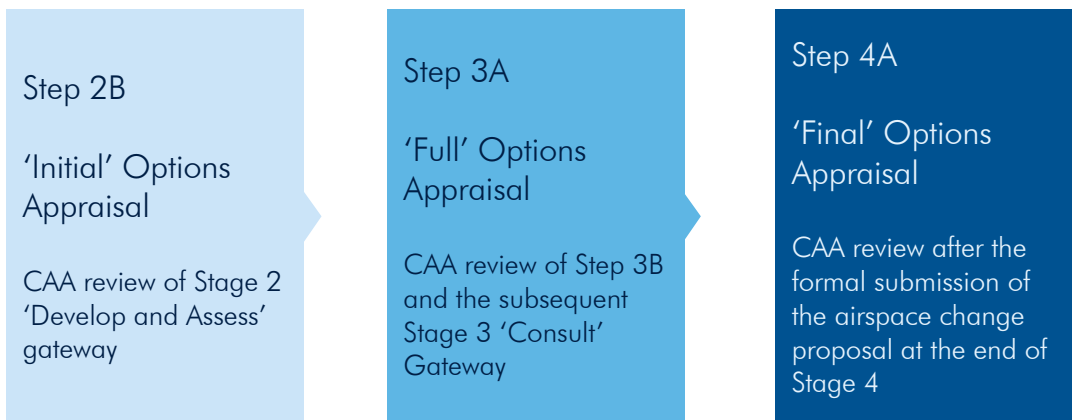 Step 2B
‘Initial’ Options
Appraisal
CAA review of Stage 2
‘Develop and Assess’
gateway
Step 3A
‘Full’ Options
Appraisal
CAA review of Step 3B
and the subsequent
Stage 3 ‘Consult’
Gateway
Step 4A
‘Final’ Options
Appraisal
CAA review after the
formal submission of
the airspace change
proposal at the end of
Stage 4